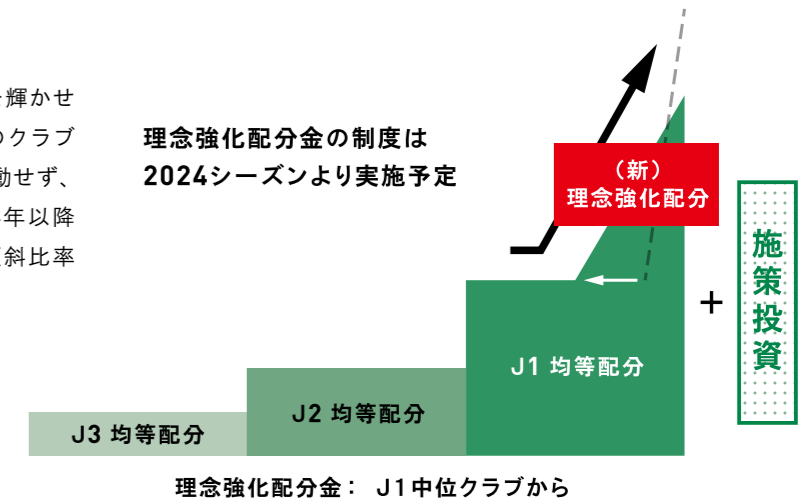 輝かせ
のクラブ
動せず、
年以降
斜比率
理念強化配分金の制度は
2024シーズンより実施予定
(新)
理念強化配分
施策投資
+
J1 均等配分
J2 均等配分
J3 均等配分
理念強化配分金： J1中位クラブから